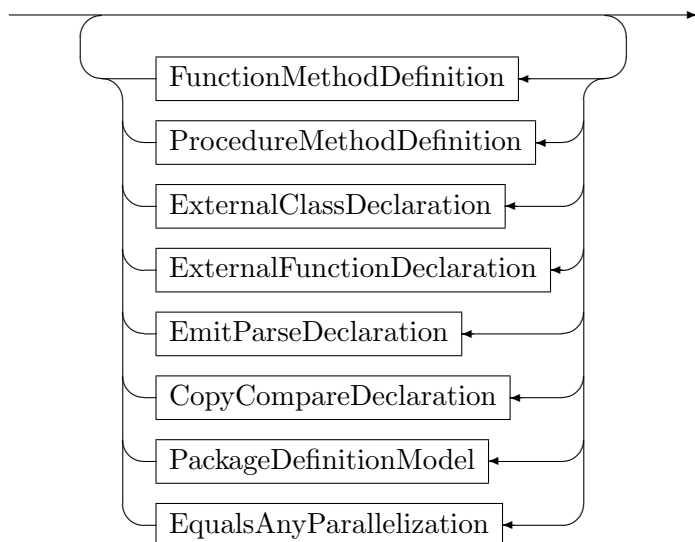 FunctionMethodDefinition
ProcedureMethodDefinition
ExternalClassDeclaration
ExternalFunctionDeclaration
EmitParseDeclaration
CopyCompareDeclaration
PackageDefinitionModel
EqualsAnyParallelization